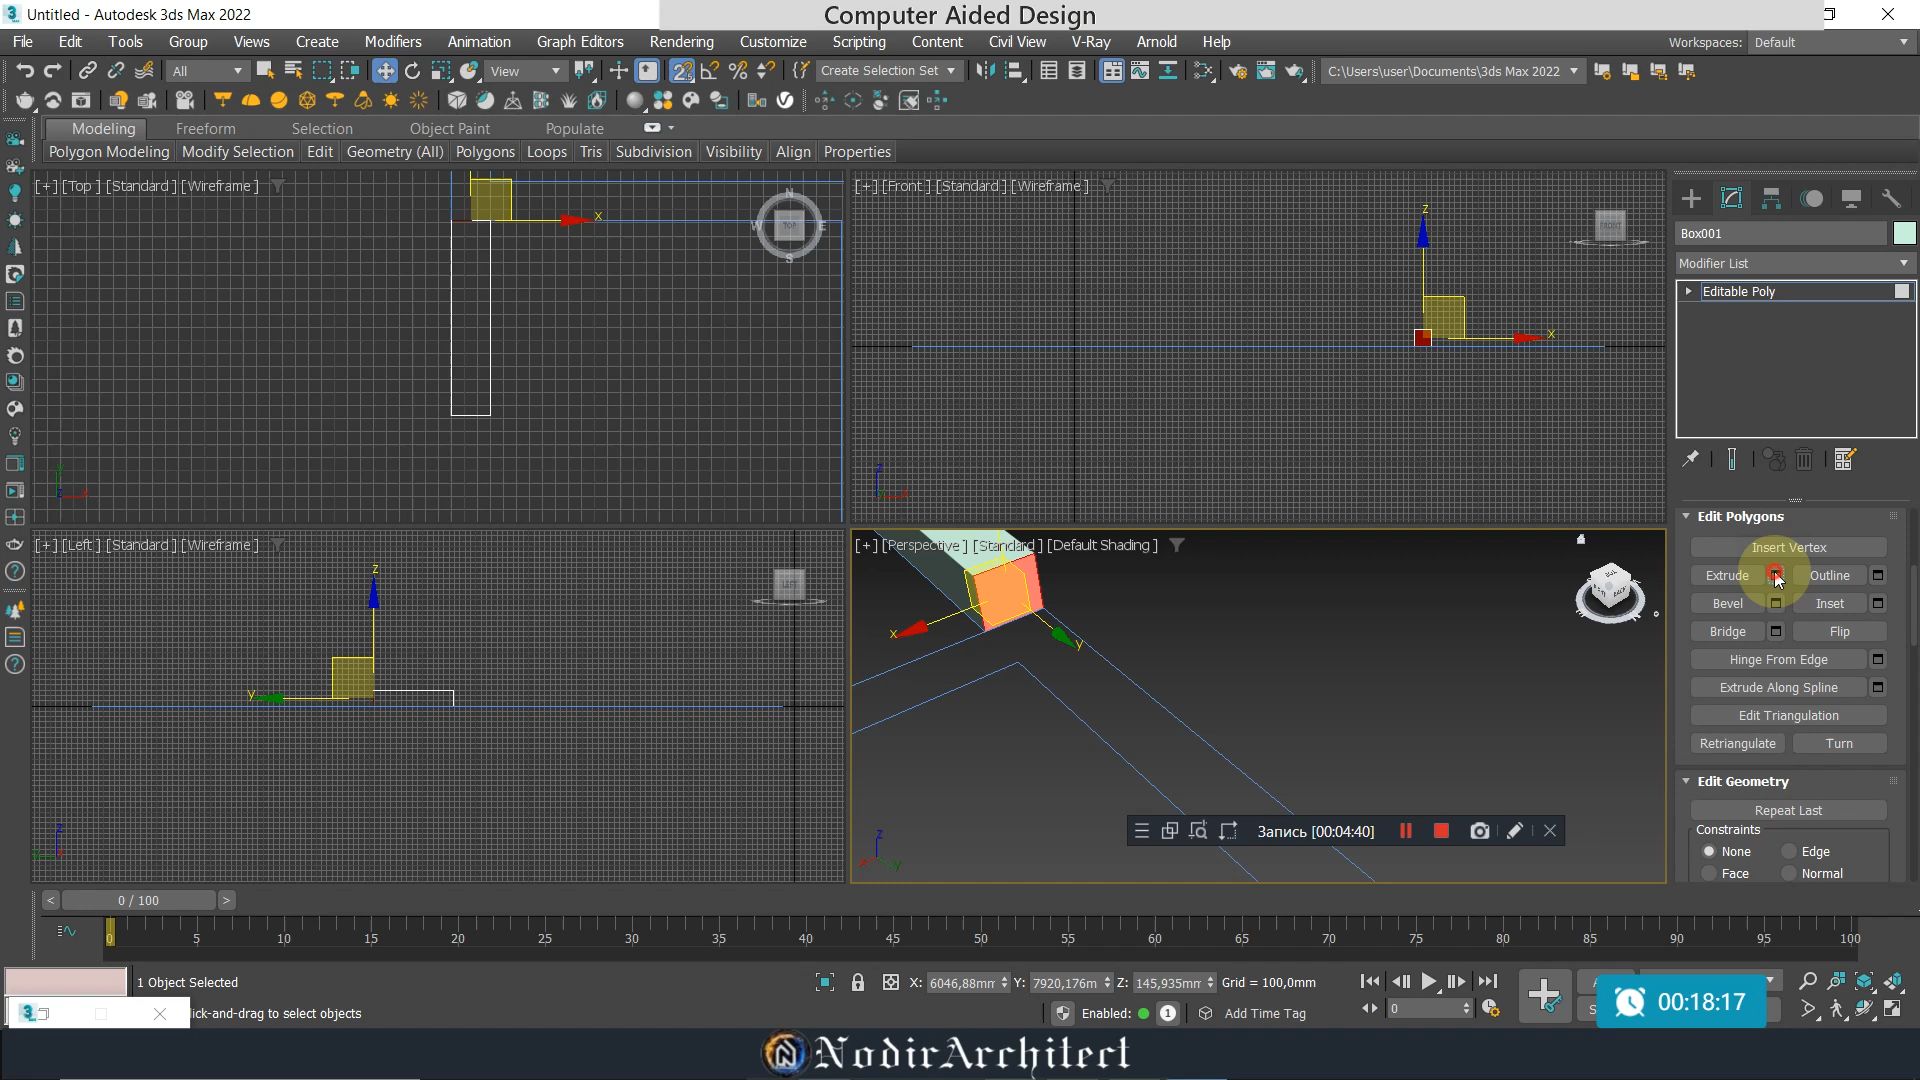 Untitled - Autodesk 3ds Max 2022
Computer Aided Design
File Edit Tools Group Views Create Modifiers Animation Graph Editors Rendering Customize Scripting Content Civil View V-Ray Arnold Help
Workspaces: Default
All View Create Selection Set C:\Users\user\Documents\3ds Max 2022
Modeling Freeform Selection Object Paint Populate
Polygon Modeling Modify Selection Edit Geometry (All) Polygons Loops Tris Subdivision Visibility Align Properties
[+] [Top ] [Standard ] [Wireframe ]
[+] [Front ] [Standard ] [Wireframe ]
N
W TOP E
S
x
z
FRONT
x
Box001
Modifier List
Editable Poly
[+] [Left ] [Standard ] [Wireframe ]
[+] [Perspective ] [Standard ] [Default Shading ]
z
LEFT
y
x
y
BACK
Edit Polygons
Insert Vertex
Extrude Outline
Bevel Inset
Bridge Flip
Hinge From Edge
Extrude Along Spline
Edit Triangulation
Retriangulate Turn
Edit Geometry
Repeat Last
Constraints
None Edge
Face Normal
Запись [00:04:40]
< 0 / 100 >
0 5 10 15 20 25 30 35 40 45 50 55 60 65 70 75 80 85 90 95 100
1 Object Selected
X: 6046,88mm Y: 7920,176m Z: 145,935mm Grid = 100,0mm
lick-and-drag to select objects
Enabled: 1 Add Time Tag
0
00:18:17
NodirArchitect